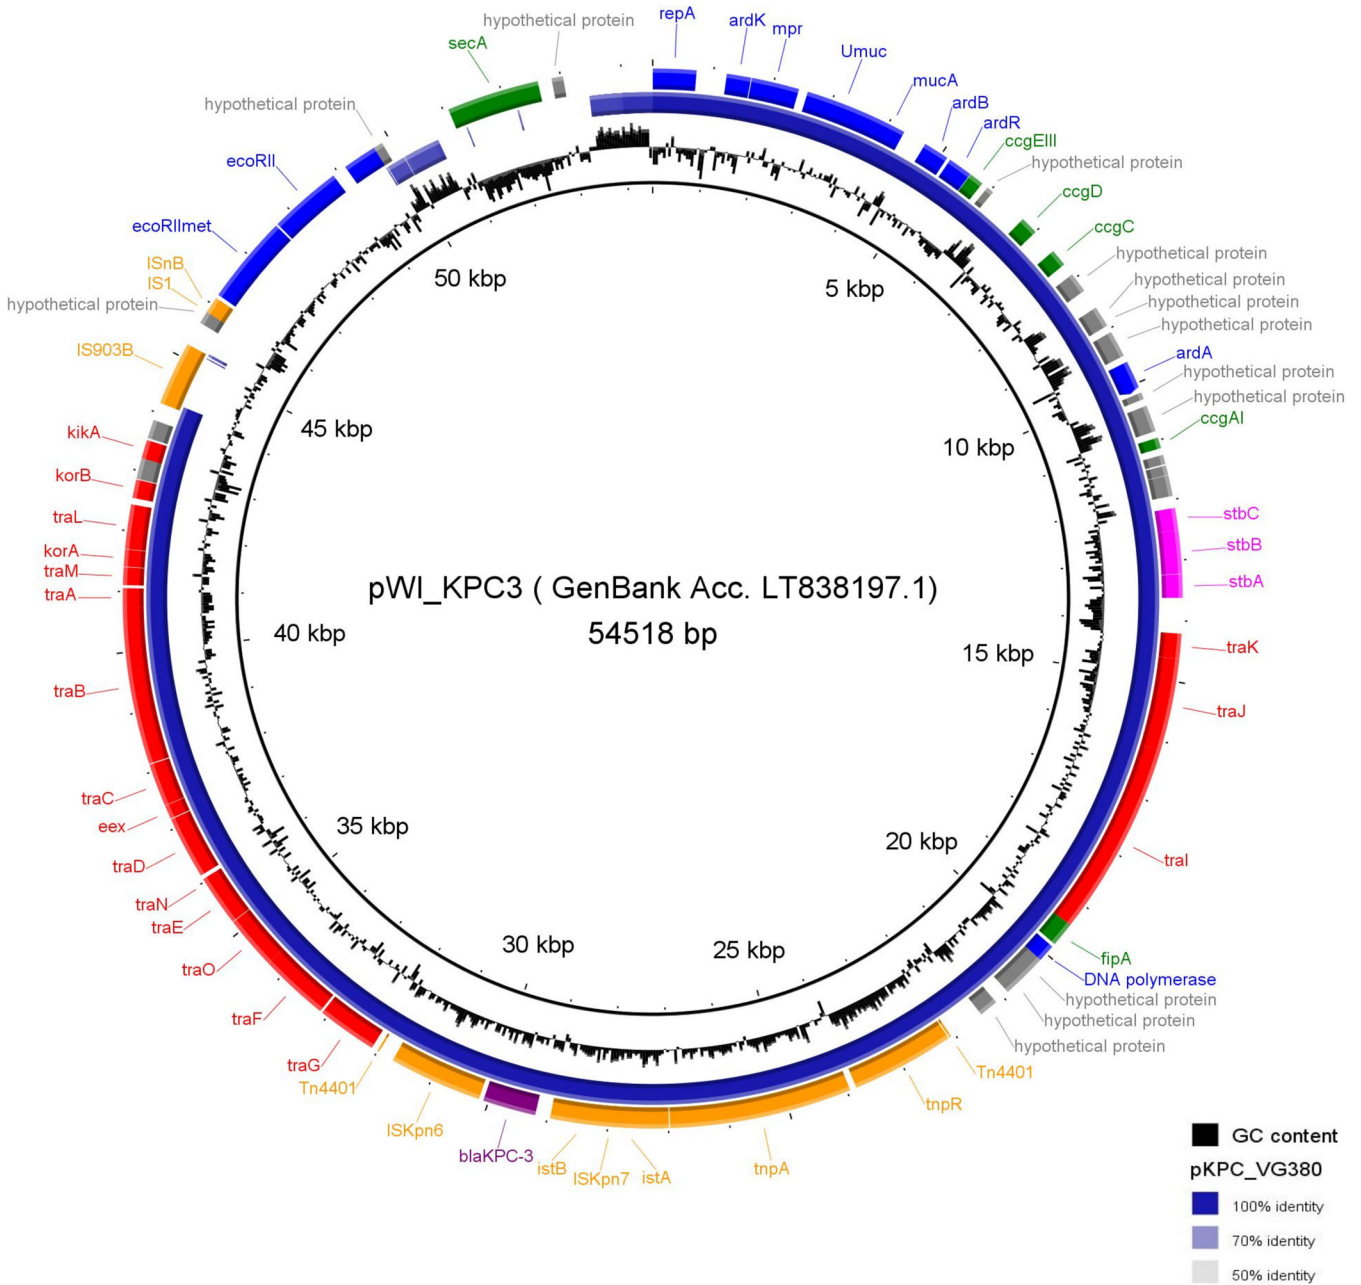 hypothetical protein
repA
ardK
mpr
Umuc
mucA
ardB
ardR
ccgEIII
hypothetical protein
ccgD
ccgC
hypothetical protein
hypothetical protein
hypothetical protein
hypothetical protein
ardA
hypothetical protein
hypothetical protein
ccgAI
stbC
stbB
stbA
traK
traJ
traI
fipA
DNA polymerase
hypothetical protein
hypothetical protein
hypothetical protein
Tn4401
tnpR
tnpA
istA
ISKpn7
istB
blaKPC-3
ISKpn6
Tn4401
traG
traF
traO
traE
traN
traD
eex
traC
traB
traA
traM
korA
traL
korB
kikA
IS903B
hypothetical protein
IS1
ISnB
ecoRIImet
ecoRII
hypothetical protein
secA
5 kbp
10 kbp
15 kbp
20 kbp
25 kbp
30 kbp
35 kbp
40 kbp
45 kbp
50 kbp
pWI_KPC3 ( GenBank Acc. LT838197.1)
54518 bp
GC content
pKPC_VG380
100% identity
70% identity
50% identity